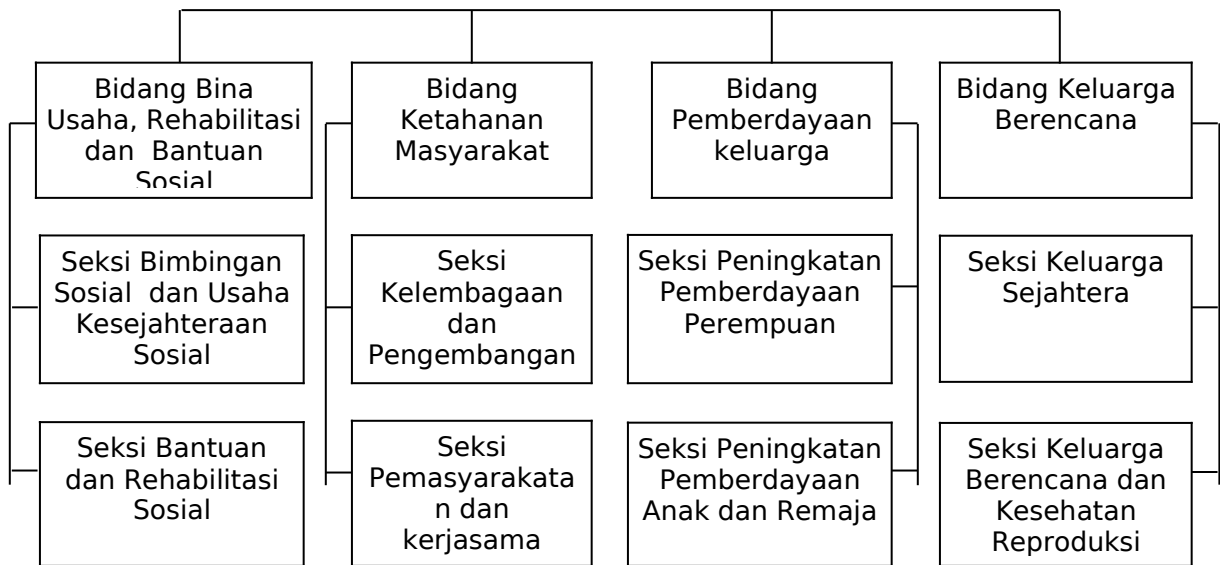 Bidang Bina
Usaha, Rehabilitasi
dan Bantuan
Sosial
Bidang
Ketahanan
Masyarakat
Bidang
Pemberdayaan
keluarga
Bidang Keluarga
Berencana
Seksi Bimbingan
Sosial dan Usaha
Kesejahteraan
Sosial
Seksi
Kelembagaan
dan
Pengembangan
Seksi Peningkatan
Pemberdayaan
Perempuan
Seksi Keluarga
Sejahtera
Seksi Bantuan
dan Rehabilitasi
Sosial
Seksi
Pemasyarakata
n dan
kerjasama
Seksi Peningkatan
Pemberdayaan
Anak dan Remaja
Seksi Keluarga
Berencana dan
Kesehatan
Reproduksi